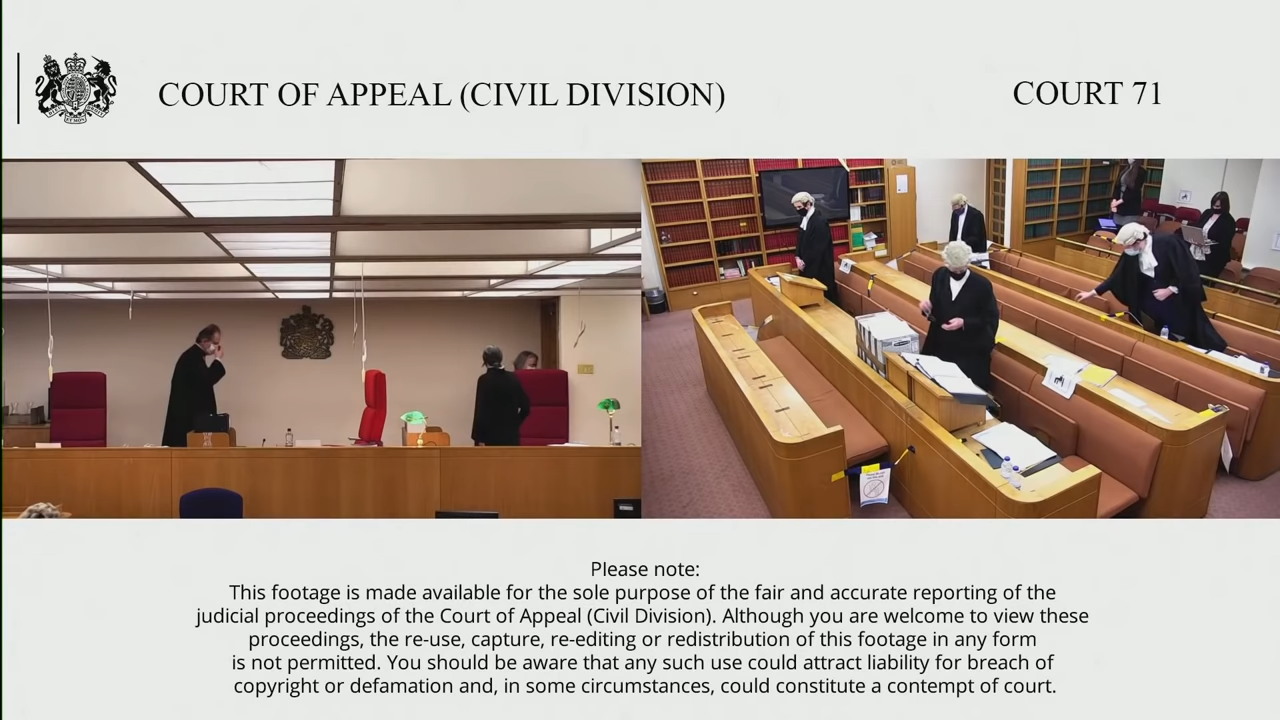 COURT OF APPEAL (CIVIL DIVISION)
COURT 71
Please note:
This footage is made available for the sole purpose of the fair and accurate reporting of the
judicial proceedings of the Court of Appeal (Civil Division). Although you are welcome to view these
proceedings, the re-use, capture, re-editing or redistribution of this footage in any form
is not permitted. You should be aware that any such use could attract liability for breach of
copyright or defamation and, in some circumstances, could constitute a contempt of court.